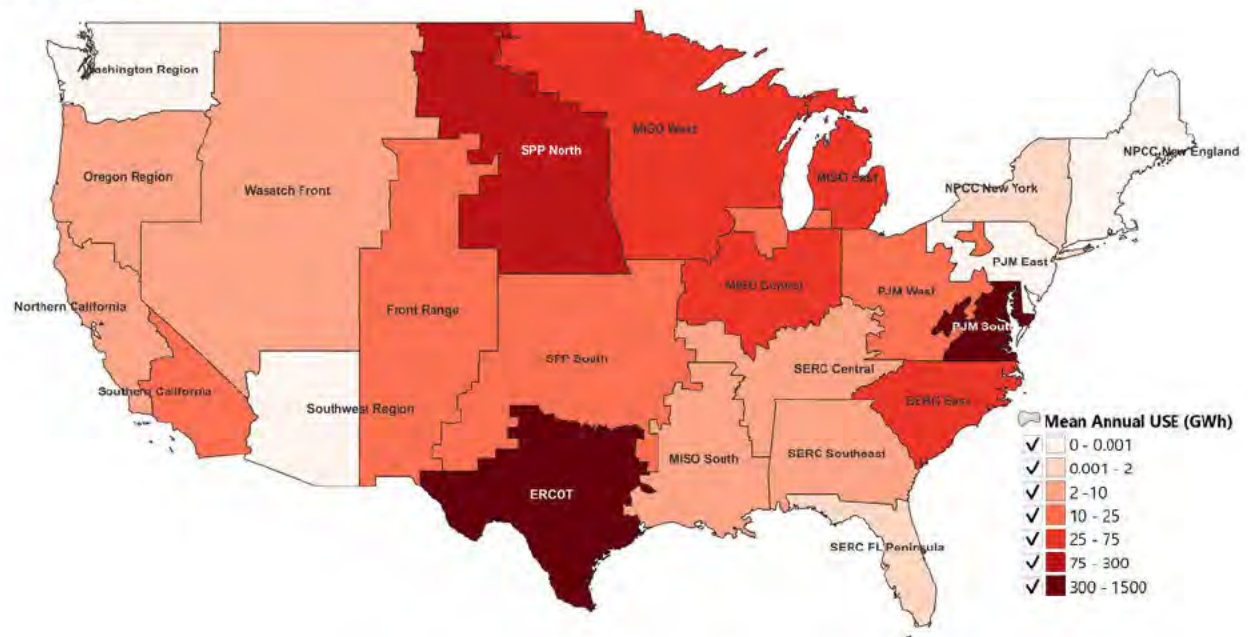 Washington Region
MISO West
NPCC New England
SPP North
Oregon Region
Wasatch Front
MISO East
NPCC New York
PJM East
MISO Central
PJM West
Northern California
Front Range
PJM South
SPP South
SERC Central
Southern California
Southwest Region
SERC East
Mean Annual USE (GWh)
0 - 0.001
MISO South
SERC Southeast
0.001 - 2
2 -10
ERCOT
10 - 25
25 - 75
SERC FL Peninsula
75 - 300
300 - 1500